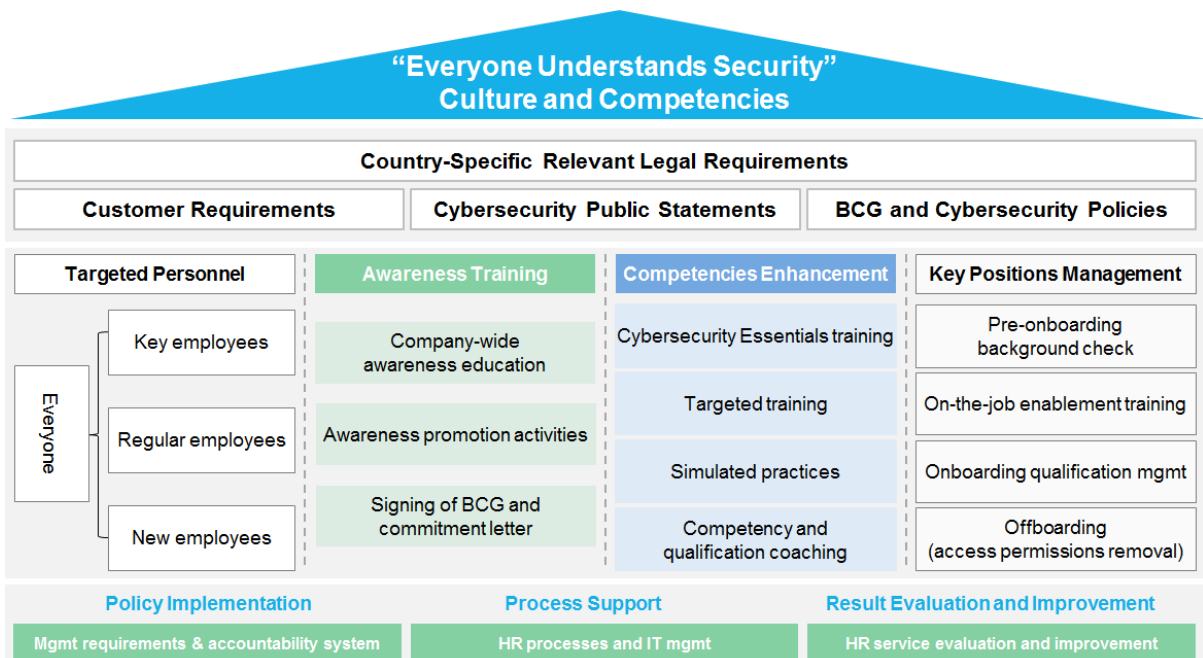 “Everyone Understands Security”
Culture and Competencies
Country-Specific Relevant Legal Requirements
Customer Requirements
Cybersecurity Public Statements
BCG and Cybersecurity Policies
Targeted Personnel
Everyone
Key employees
Regular employees
New employees
Awareness Training
Company-wide
awareness education
Awareness promotion activities
Signing of BCG and
commitment letter
Competencies Enhancement
Cybersecurity Essentials training
Targeted training
Simulated practices
Competency and
qualification coaching
Key Positions Management
Pre-onboarding
background check
On-the-job enablement training
Onboarding qualification mgmt
Offboarding
(access permissions removal)
Policy Implementation
Mgmt requirements & accountability system
Process Support
HR processes and IT mgmt
Result Evaluation and Improvement
HR service evaluation and improvement